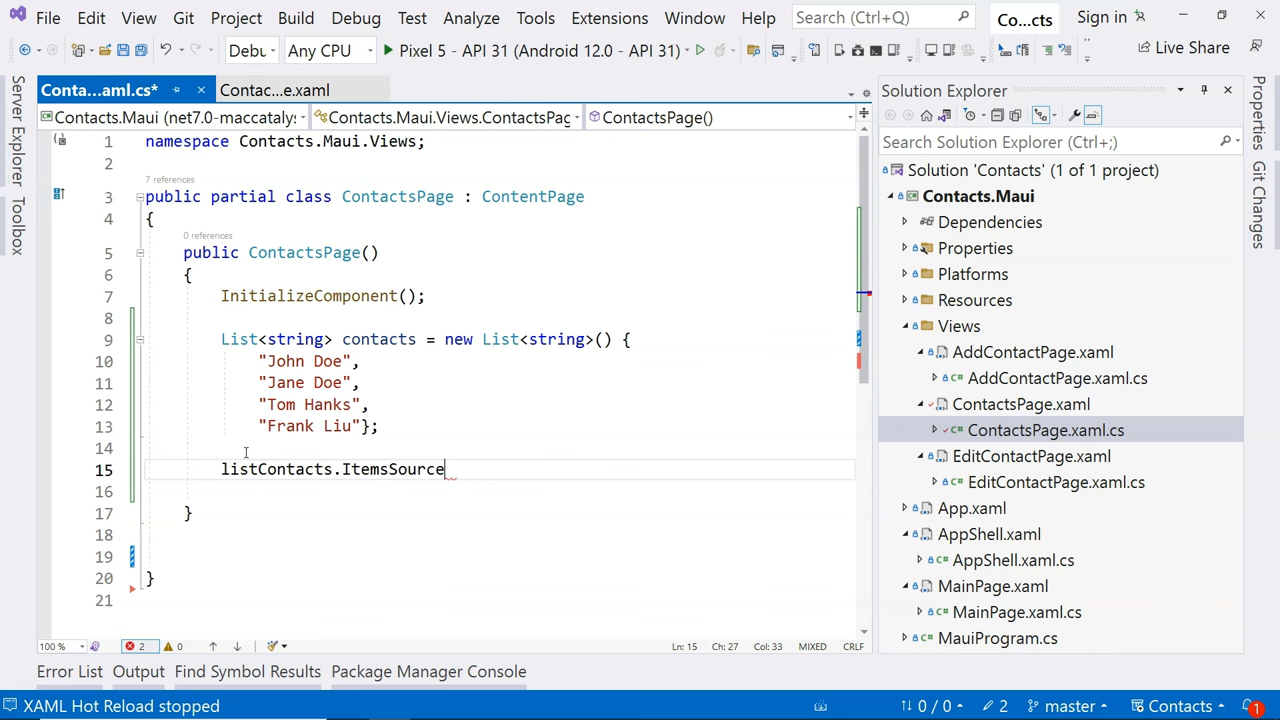 File Edit View Git Project Build Debug Test Analyze Tools Extensions Window Help Search (Ctrl+Q) Co...cts Sign in
Debu Any CPU Pixel 5 - API 31 (Android 12.0 - API 31) Live Share
Server Explorer
Toolbox
Conta...aml.cs* Contac...e.xaml
Contacts.Maui (net7.0-maccatalys Contacts.Maui.Views.ContactsPag ContactsPage()
1 namespace Contacts.Maui.Views;
2
7 references
3 public partial class ContactsPage : ContentPage
4 {
0 references
5 public ContactsPage()
6 {
7 InitializeComponent();
8
9 List<string> contacts = new List<string>() {
10 "John Doe",
11 "Jane Doe",
12 "Tom Hanks",
13 "Frank Liu"};
14
15 listContacts.ItemsSource
16
17 }
18
19
20 }
21
100 % 2 0 Ln: 15 Ch: 27 Col: 33 MIXED CRLF
Solution Explorer
Search Solution Explorer (Ctrl+;)
Solution 'Contacts' (1 of 1 project)
Contacts.Maui
Dependencies
Properties
Platforms
Resources
Views
AddContactPage.xaml
AddContactPage.xaml.cs
ContactsPage.xaml
ContactsPage.xaml.cs
EditContactPage.xaml
EditContactPage.xaml.cs
App.xaml
AppShell.xaml
AppShell.xaml.cs
MainPage.xaml
MainPage.xaml.cs
MauiProgram.cs
Properties
Git Changes
Error List Output Find Symbol Results Package Manager Console
XAML Hot Reload stopped 0 / 0 2 master Contacts 1